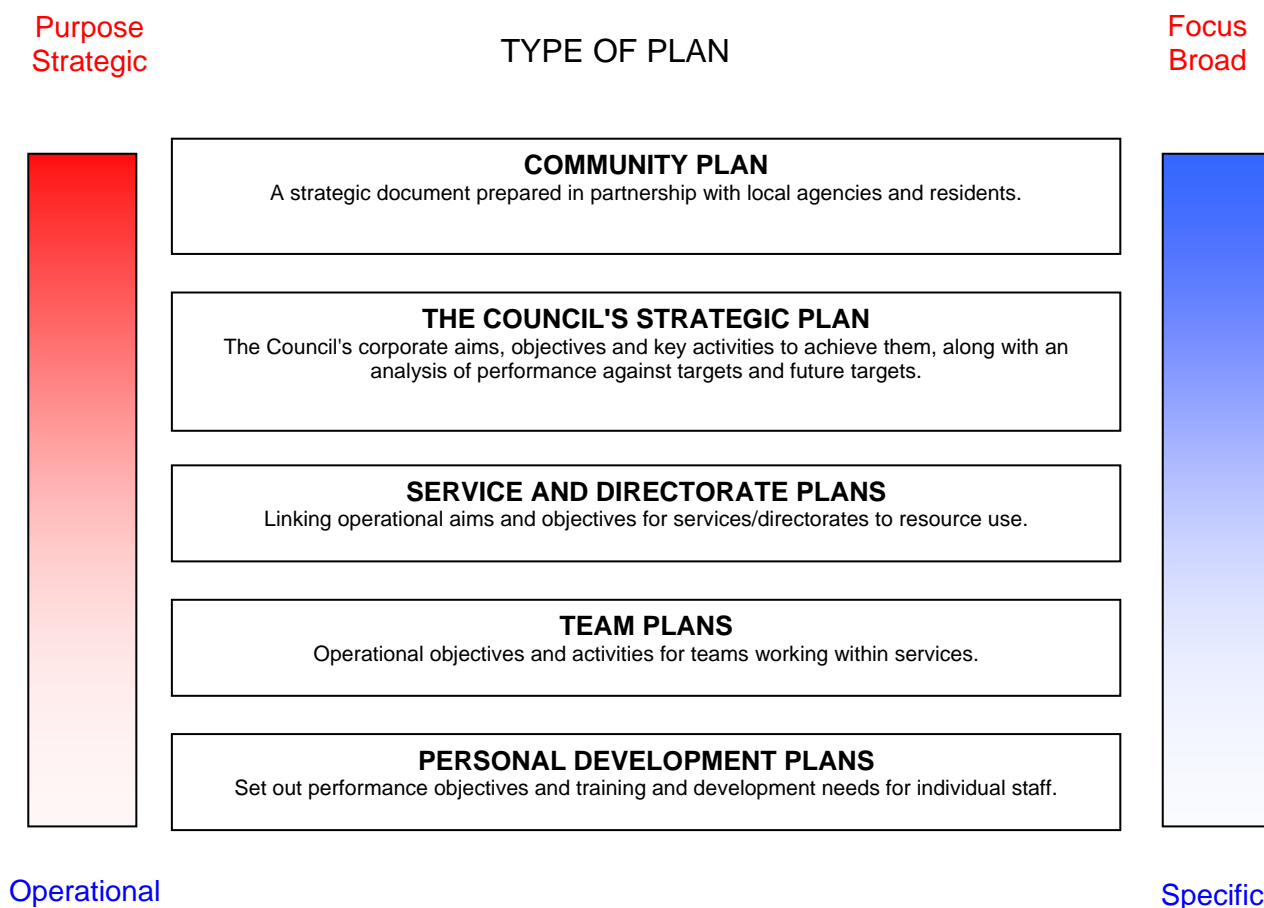 Purpose
Strategic
TYPE OF PLAN
Focus
Broad
COMMUNITY PLAN
A strategic document prepared in partnership with local agencies and residents.
THE COUNCIL'S STRATEGIC PLAN
The Council's corporate aims, objectives and key activities to achieve them, along with an
analysis of performance against targets and future targets.
SERVICE AND DIRECTORATE PLANS
Linking operational aims and objectives for services/directorates to resource use.
TEAM PLANS
Operational objectives and activities for teams working within services.
PERSONAL DEVELOPMENT PLANS
Set out performance objectives and training and development needs for individual staff.
Operational
Specific